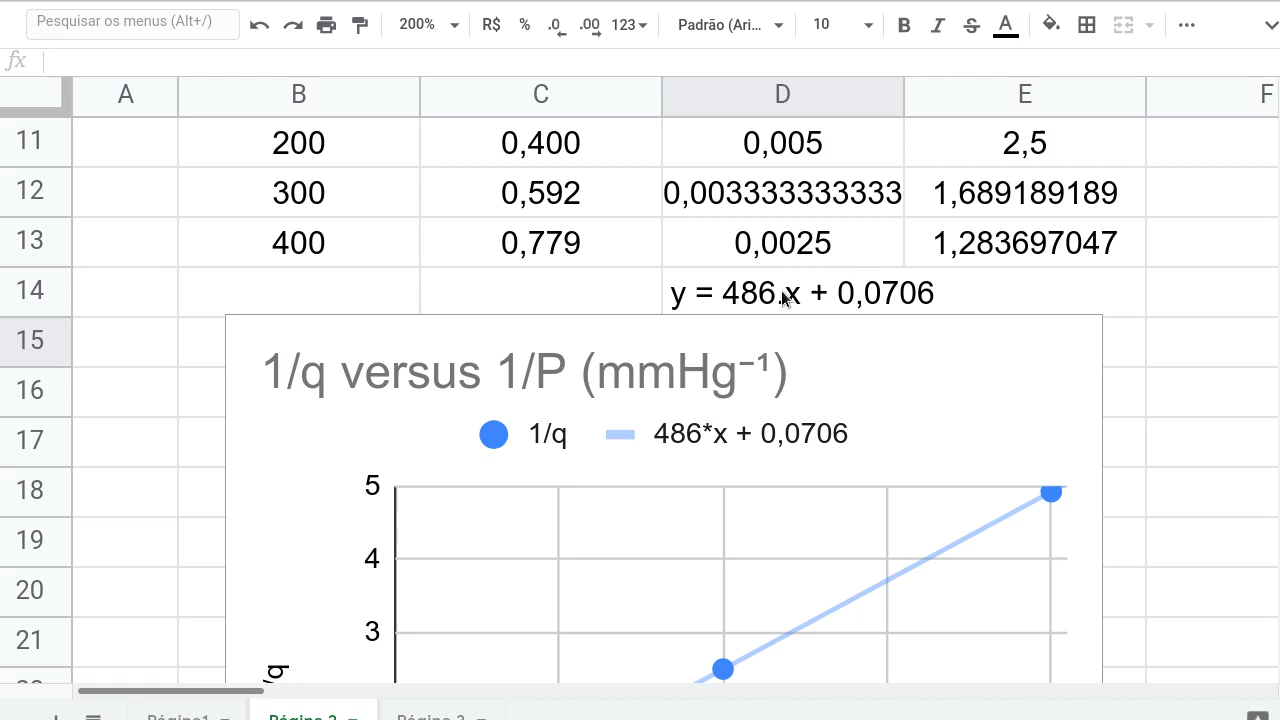 Pesquisar os menus (Alt+/)
200%
R$
%
.0
.00
123
Padrão (Ari...
10
B
I
S
A
...
fx
A
B
C
D
E
F
11
200
0,400
0,005
2,5
12
300
0,592
0,003333333333
1,689189189
13
400
0,779
0,0025
1,283697047
14
y = 486.x + 0,0706
15
1/q versus 1/P (mmHg⁻¹)
16
17
1/q
486*x + 0,0706
18
5
19
4
20
21
3
Página1
Página 2
Página 3